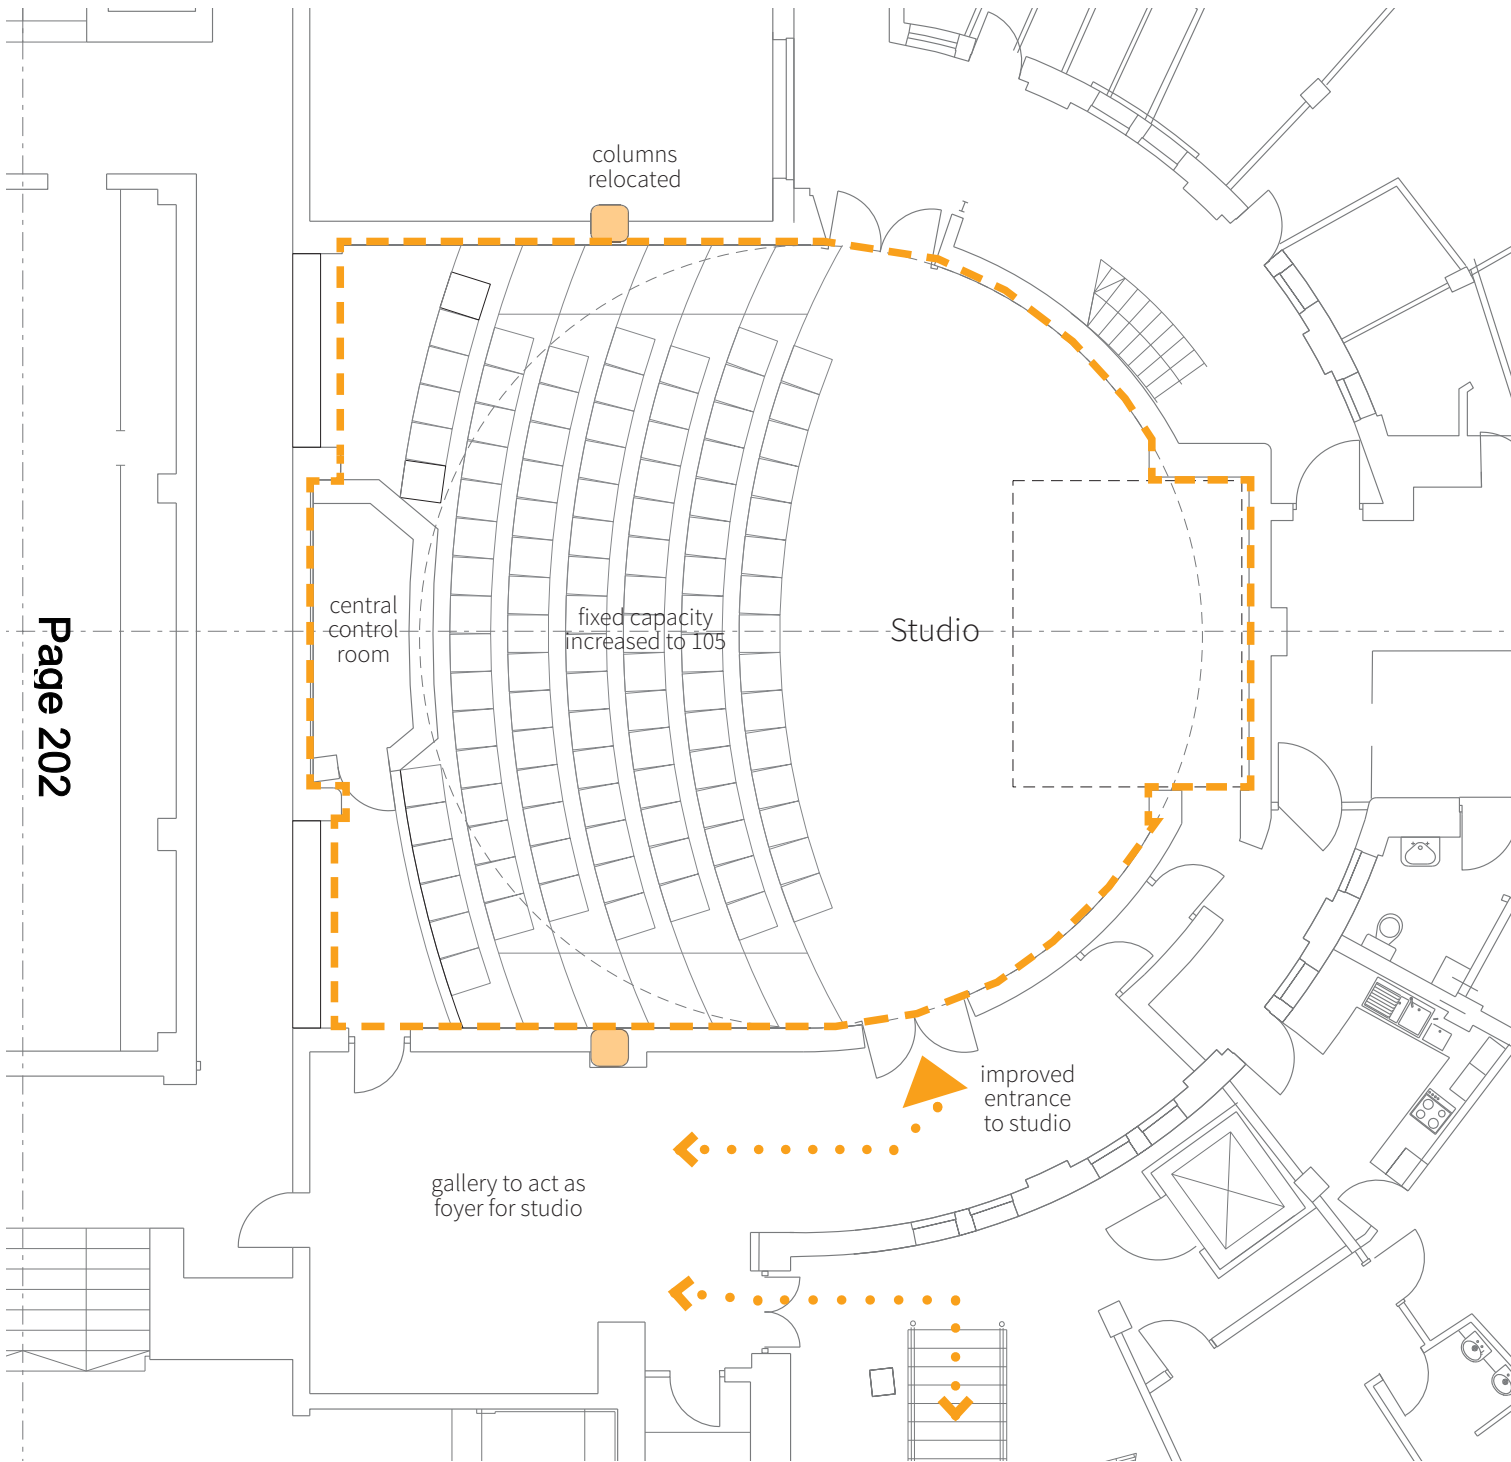 columns
relocated
central
control
room
fixed capacity
increased to 105
Studio
improved
entrance
to studio
gallery to act as
foyer for studio
Page 202